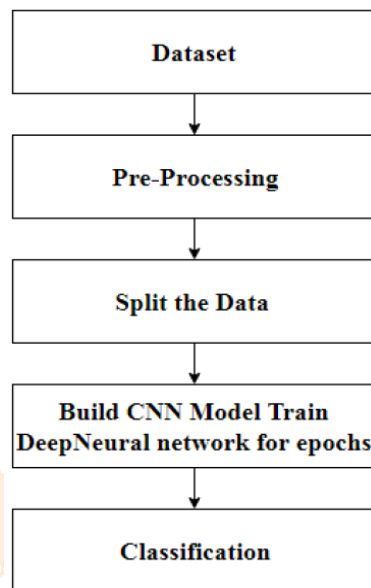 Dataset
Pre-Processing
Split the Data
Build CNN Model Train
DeepNeural network for epochs
Classification